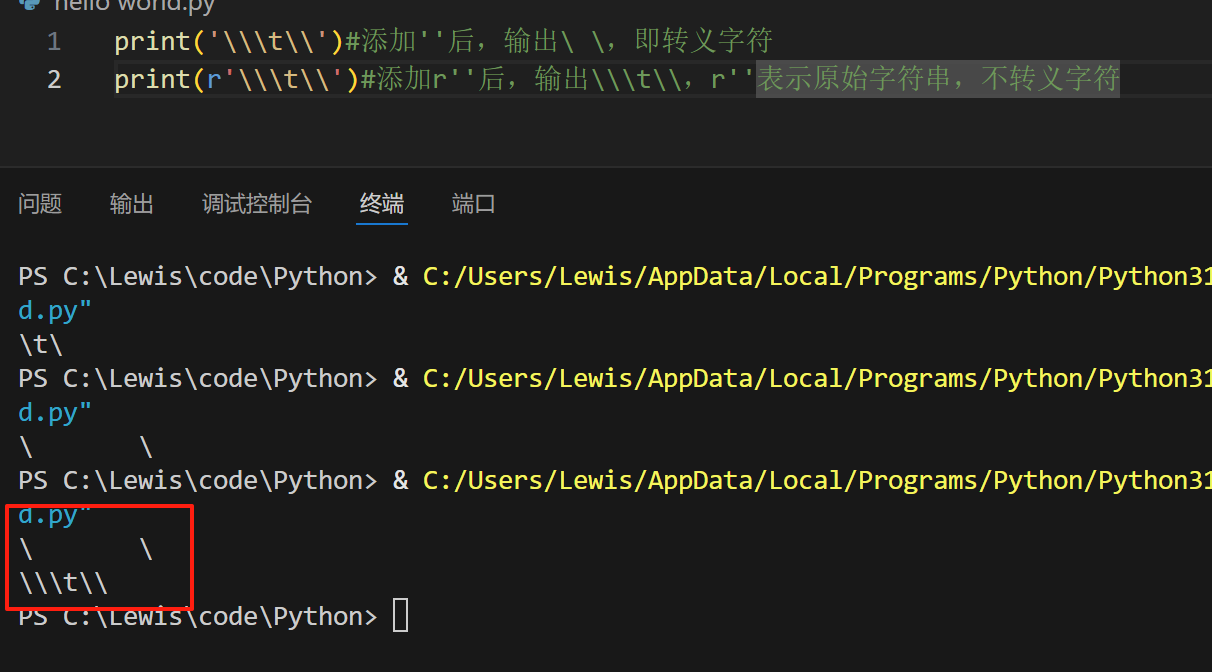 hello world.py
1 print('\\\t\\')#添加''后，输出\ \，即转义字符
2 print(r'\\\t\\')#添加r''后，输出\\\t\\，r''表示原始字符串，不转义字符
问题 输出 调试控制台 终端 端口
PS C:\Lewis\code\Python> & C:/Users/Lewis/AppData/Local/Programs/Python/Python31
d.py"
\t\
PS C:\Lewis\code\Python> & C:/Users/Lewis/AppData/Local/Programs/Python/Python31
d.py"
\       \
PS C:\Lewis\code\Python> & C:/Users/Lewis/AppData/Local/Programs/Python/Python31
d.py"
\       \
\\\t\\
PS C:\Lewis\code\Python>